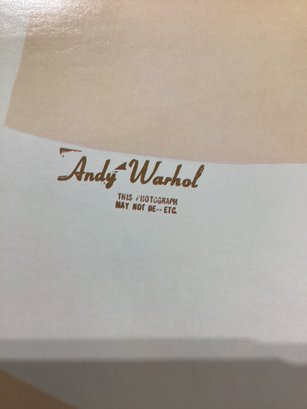 Andy Warhol
THIS PHOTOGRAPH
MAY NOT BE-- ETC.